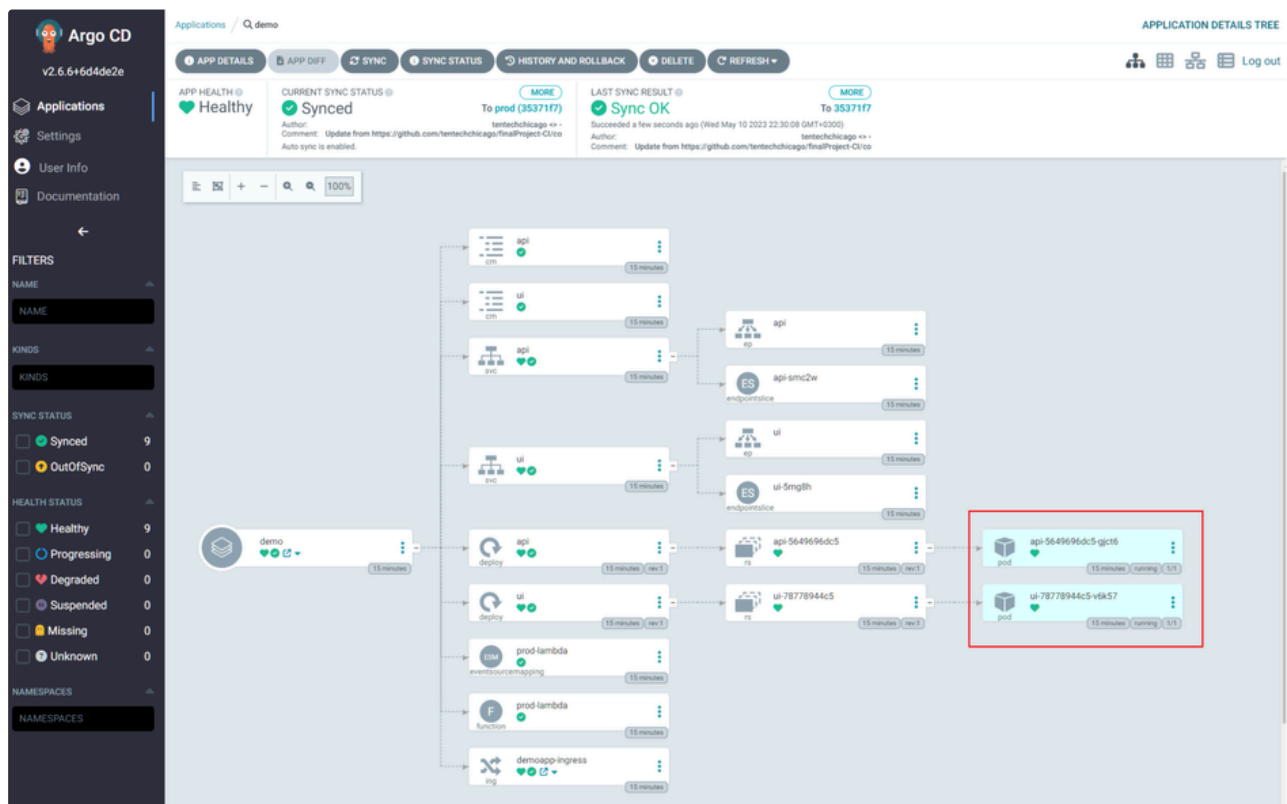 Argo CD
v2.6.6+6d4de2e
Applications
Settings
User Info
Documentation
FILTERS
NAME
NAME
KINDS
KINDS
SYNC STATUS
Synced 9
OutOfSync 0
HEALTH STATUS
Healthy 9
Progressing 0
Degraded 0
Suspended 0
Missing 0
Unknown 0
NAMESPACES
NAMESPACES
Applications / demo
APPLICATION DETAILS TREE
APP DETAILS APP DIFF SYNC SYNC STATUS HISTORY AND ROLLBACK DELETE REFRESH
Log out
APP HEALTH
Healthy
CURRENT SYNC STATUS MORE
Synced To prod (35371f7)
Author: tentechchicago <> -
Comment: Update from https://github.com/tentechchicago/finalProject-CI/co
Auto sync is enabled.
LAST SYNC RESULT MORE
Sync OK To 35371f7
Succeeded a few seconds ago (Wed May 10 2023 22:30:08 GMT+0300)
Author: tentechchicago <> -
Comment: Update from https://github.com/tentechchicago/finalProject-CI/co
100%
api
cm
15 minutes
ui
cm
15 minutes
api
svc
15 minutes
api
ep
15 minutes
ES
api-smc2w
endpointslice
15 minutes
ui
svc
15 minutes
ui
ep
15 minutes
ES
ui-5mg8h
endpointslice
15 minutes
demo
15 minutes
api
deploy
15 minutes rev:1
api-5649696dc5
rs
15 minutes rev:1
api-5649696dc5-gjct6
pod
15 minutes running 1/1
ui
deploy
15 minutes rev:1
ui-78778944c5
rs
15 minutes rev:1
ui-78778944c5-v6k57
pod
15 minutes running 1/1
ESM
prod-lambda
eventsourcemapping
15 minutes
F
prod-lambda
function
15 minutes
demoapp-ingress
ing
15 minutes